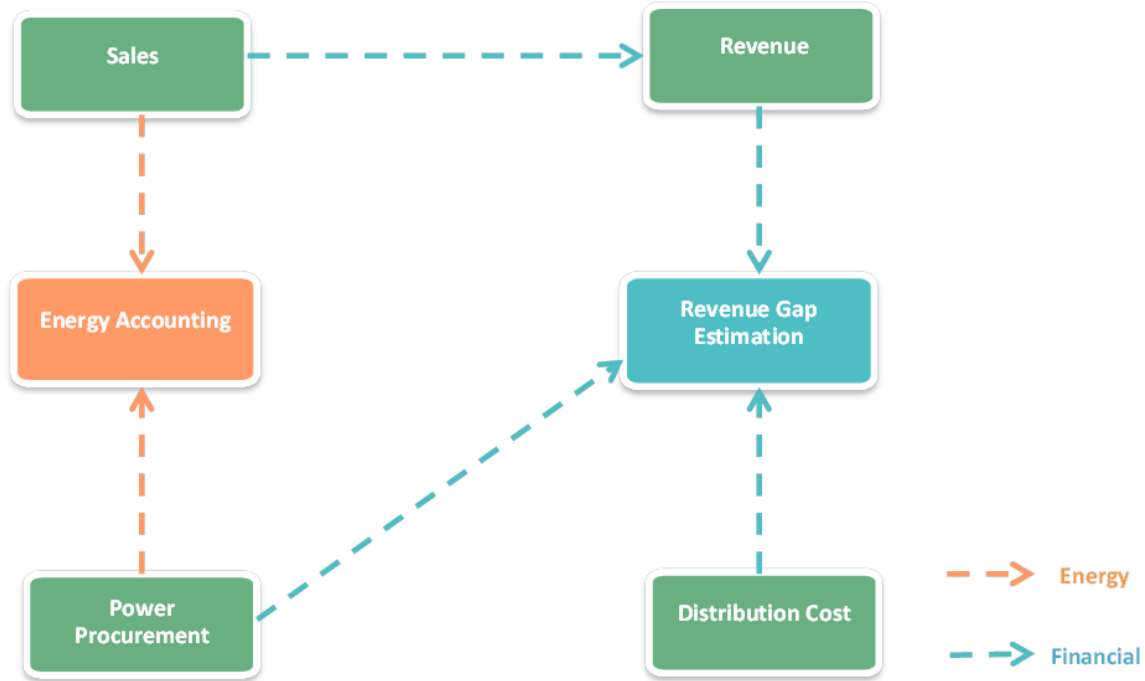 Sales
Revenue
Energy Accounting
Revenue Gap
Estimation
Power
Procurement
Distribution Cost
Energy
Financial